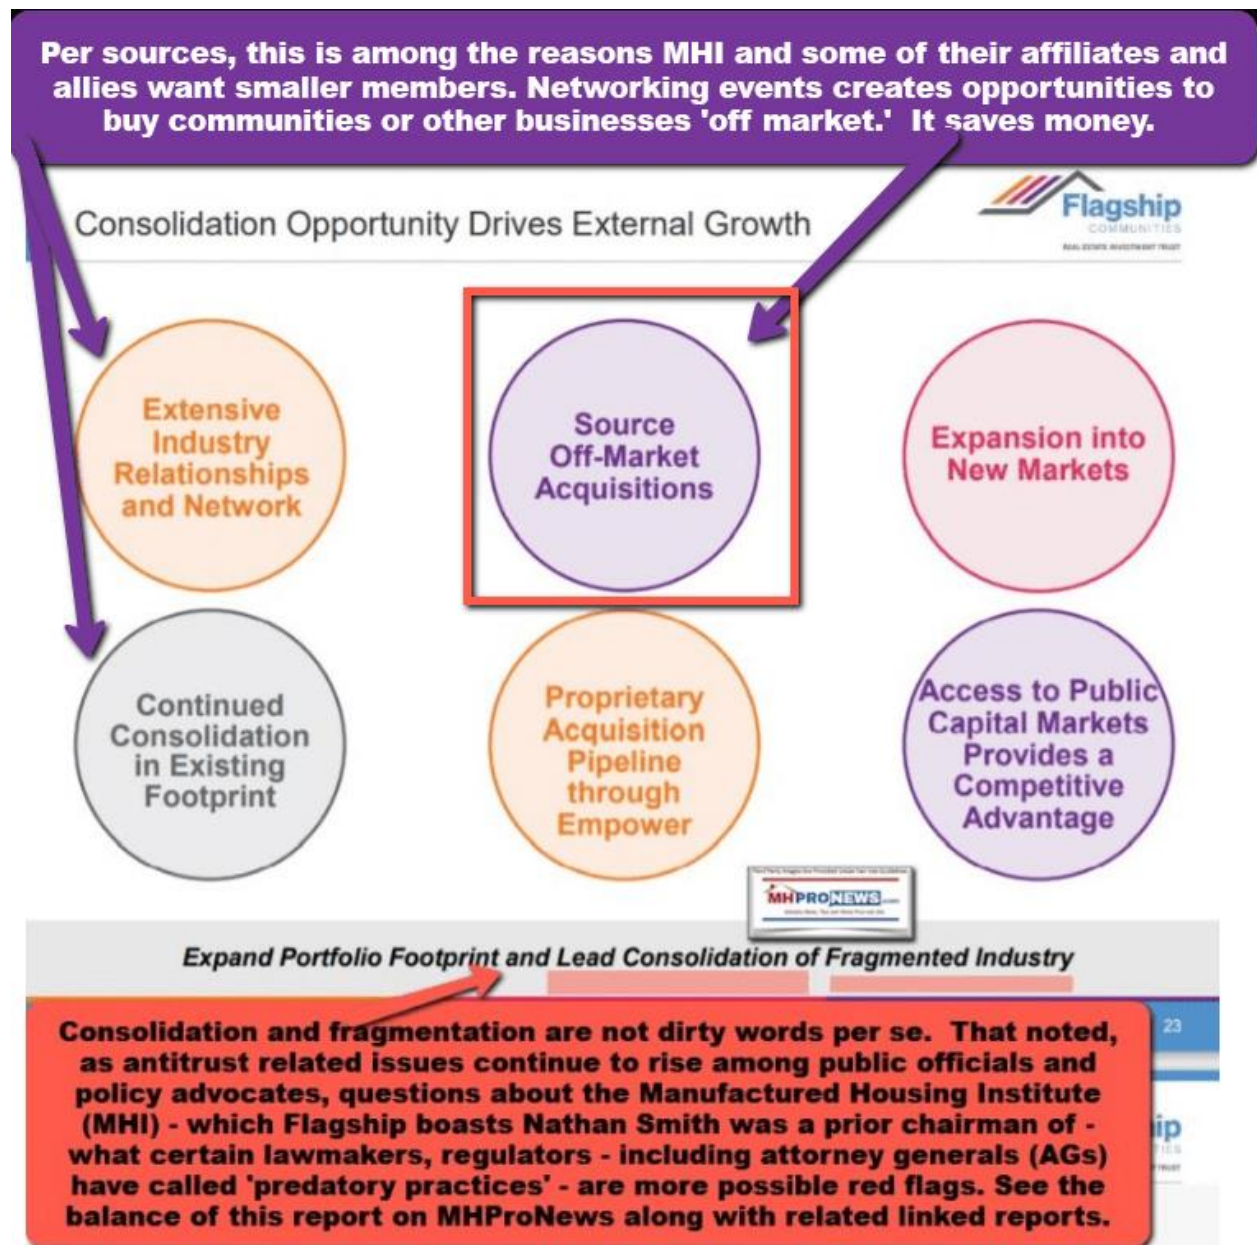 Per sources, this is among the reasons MHI and some of their affiliates and
allies want smaller members. Networking events creates opportunities to
buy communities or other businesses 'off market.' It saves money.
Consolidation Opportunity Drives External Growth
Flagship
COMMUNITIES
REAL ESTATE INVESTMENT TRUST
Extensive
Industry
Relationships
and Network
Source
Off-Market
Acquisitions
Expansion into
New Markets
Continued
Consolidation
in Existing
Footprint
Proprietary
Acquisition
Pipeline
through
Empower
Access to Public
Capital Markets
Provides a
Competitive
Advantage
MHPRONEWS.com
Expand Portfolio Footprint and Lead Consolidation of Fragmented Industry
23
Consolidation and fragmentation are not dirty words per se. That noted,
as antitrust related issues continue to rise among public officials and
policy advocates, questions about the Manufactured Housing Institute
(MHI) - which Flagship boasts Nathan Smith was a prior chairman of -
what certain lawmakers, regulators - including attorney generals (AGs)
have called 'predatory practices' - are more possible red flags. See the
balance of this report on MHProNews along with related linked reports.
ip